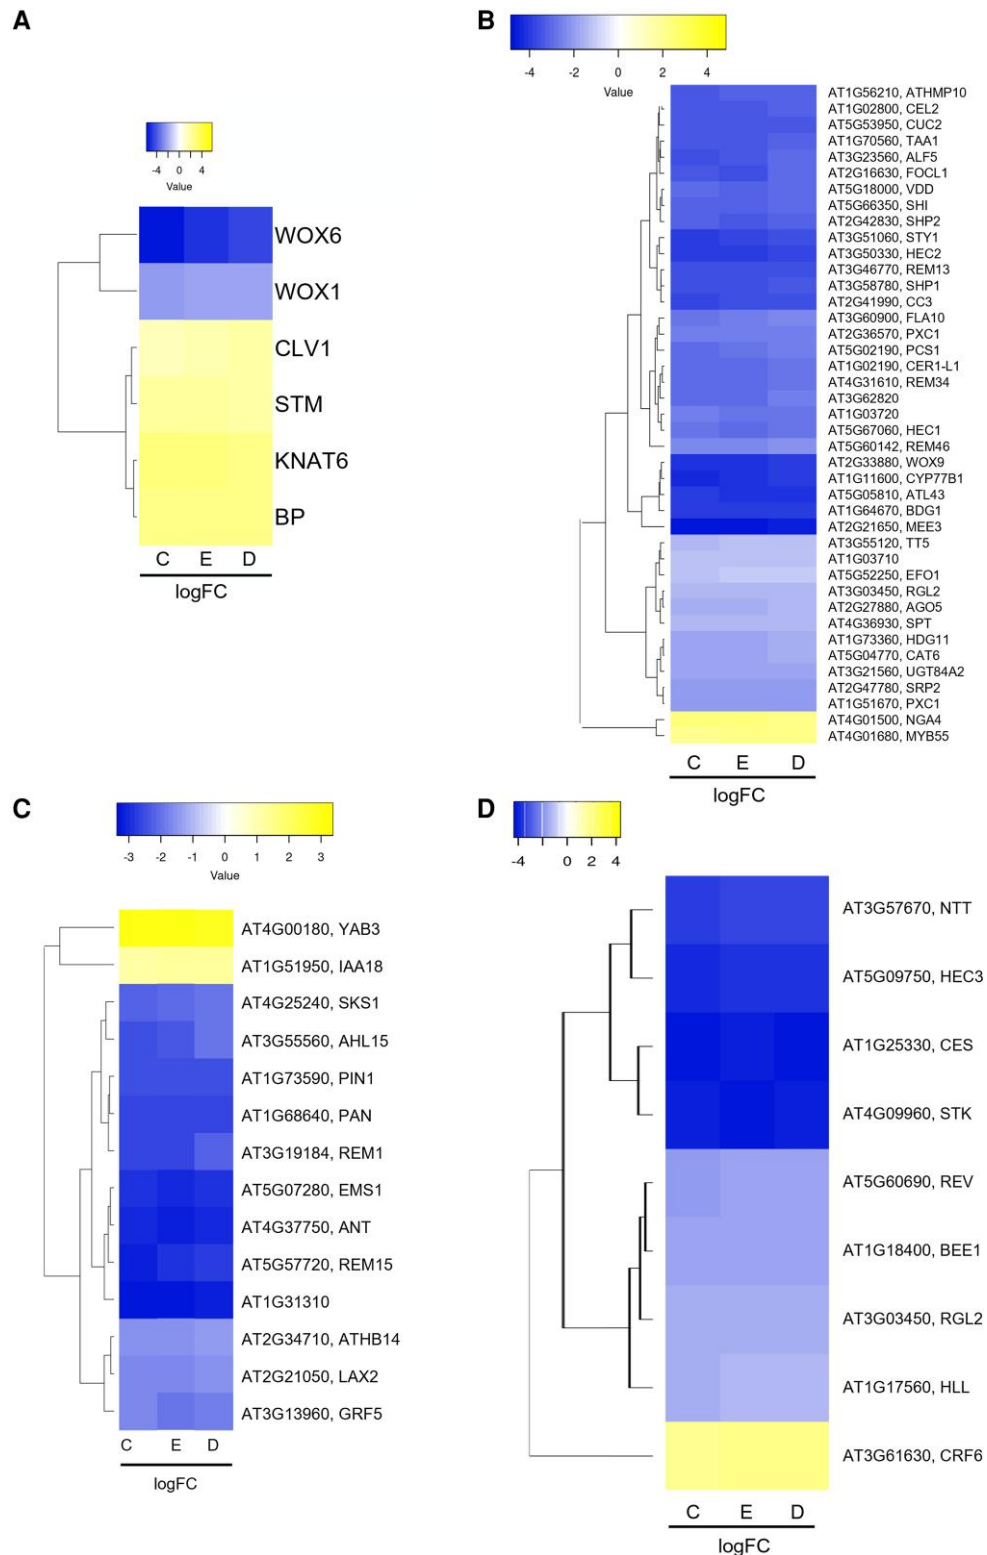 A
-4 0 4
Value
WOX6
WOX1
CLV1
STM
KNAT6
BP
C E D
logFC
B
-4 -2 0 2 4
Value
AT1G56210, ATHMP10
AT1G02800, CEL2
AT5G53950, CUC2
AT1G70560, TAA1
AT3G23560, ALF5
AT2G16630, FOCL1
AT5G18000, VDD
AT5G66350, SHI
AT2G42830, SHP2
AT3G51060, STY1
AT3G50330, HEC2
AT3G46770, REM13
AT3G58780, SHP1
AT2G41990, CC3
AT3G60900, FLA10
AT2G36570, PXC1
AT5G02190, PCS1
AT1G02190, CER1-L1
AT4G31610, REM34
AT3G62820
AT1G03720
AT5G67060, HEC1
AT5G60142, REM46
AT2G33880, WOX9
AT1G11600, CYP77B1
AT5G05810, ATL43
AT1G64670, BDG1
AT2G21650, MEE3
AT3G55120, TT5
AT1G03710
AT5G52250, EFO1
AT3G03450, RGL2
AT2G27880, AGO5
AT4G36930, SPT
AT1G73360, HDG11
AT5G04770, CAT6
AT3G21560, UGT84A2
AT2G47780, SRP2
AT1G51670, PXC1
AT4G01500, NGA4
AT4G01680, MYB55
C E D
logFC
C
-3 -2 -1 0 1 2 3
Value
AT4G00180, YAB3
AT1G51950, IAA18
AT4G25240, SKS1
AT3G55560, AHL15
AT1G73590, PIN1
AT1G68640, PAN
AT3G19184, REM1
AT5G07280, EMS1
AT4G37750, ANT
AT5G57720, REM15
AT1G31310
AT2G34710, ATHB14
AT2G21050, LAX2
AT3G13960, GRF5
C E D
logFC
D
-4 0 2 4
AT3G57670, NTT
AT5G09750, HEC3
AT1G25330, CES
AT4G09960, STK
AT5G60690, REV
AT1G18400, BEE1
AT3G03450, RGL2
AT1G17560, HLL
AT3G61630, CRF6
C E D
logFC